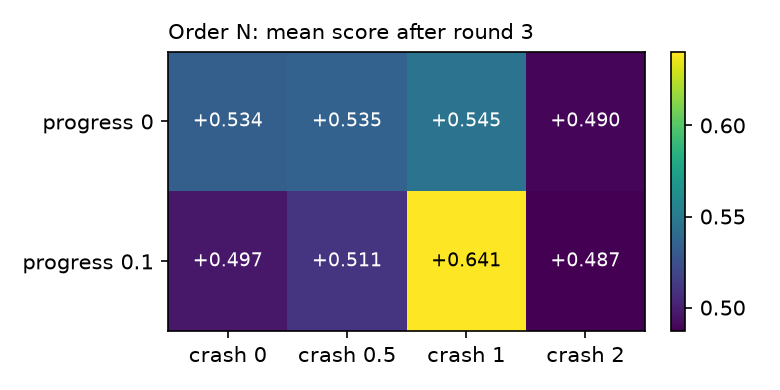 Order N: mean score after round 3
progress 0
+0.534 +0.535 +0.545 +0.490
progress 0.1
+0.497 +0.511 +0.641 +0.487
crash 0 crash 0.5 crash 1 crash 2
0.60
0.55
0.50